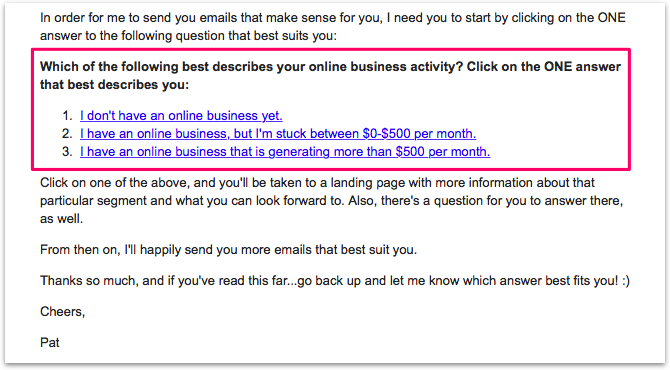 In order for me to send you emails that make sense for you, I need you to start by clicking on the ONE
answer to the following question that best suits you:
Which of the following best describes your online business activity? Click on the ONE answer
that best describes you:
1. I don't have an online business yet.
2. I have an online business, but I'm stuck between $0-$500 per month.
3. I have an online business that is generating more than $500 per month.
Click on one of the above, and you'll be taken to a landing page with more information about that
particular segment and what you can look forward to. Also, there's a question for you to answer there,
as well.
From then on, I'll happily send you more emails that best suit you.
Thanks so much, and if you've read this far...go back up and let me know which answer best fits you! :)
Cheers,
Pat